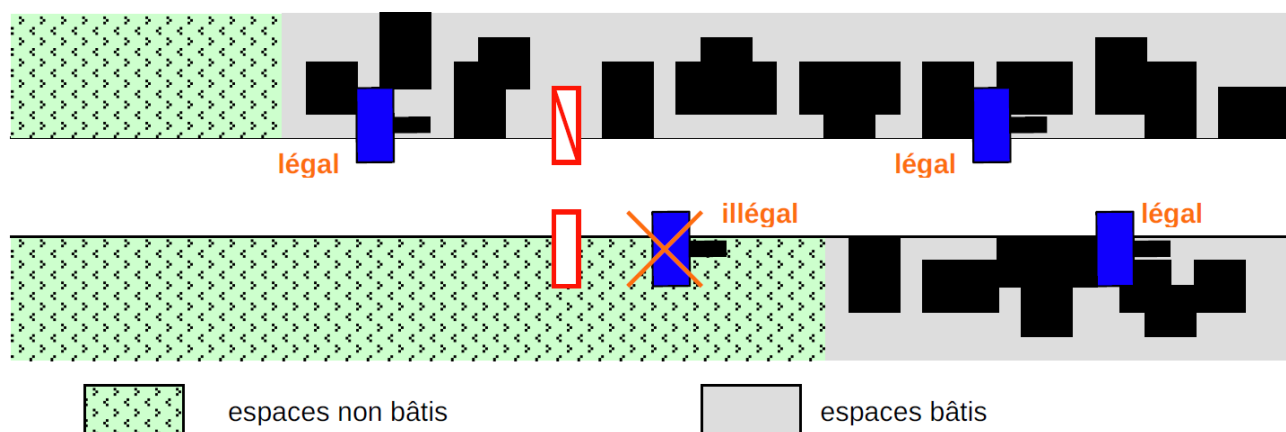 légal
légal
illégal
légal
espaces non bâtis
espaces bâtis